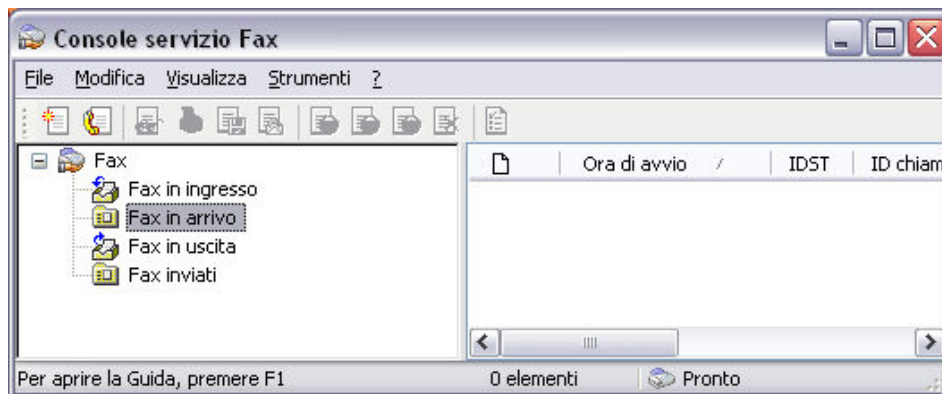 Console servizio Fax
File Modifica Visualizza Strumenti ?
Fax
Fax in ingresso
Fax in arrivo
Fax in uscita
Fax inviati
Ora di avvio IDST ID chiam
Per aprire la Guida, premere F1 0 elementi Pronto